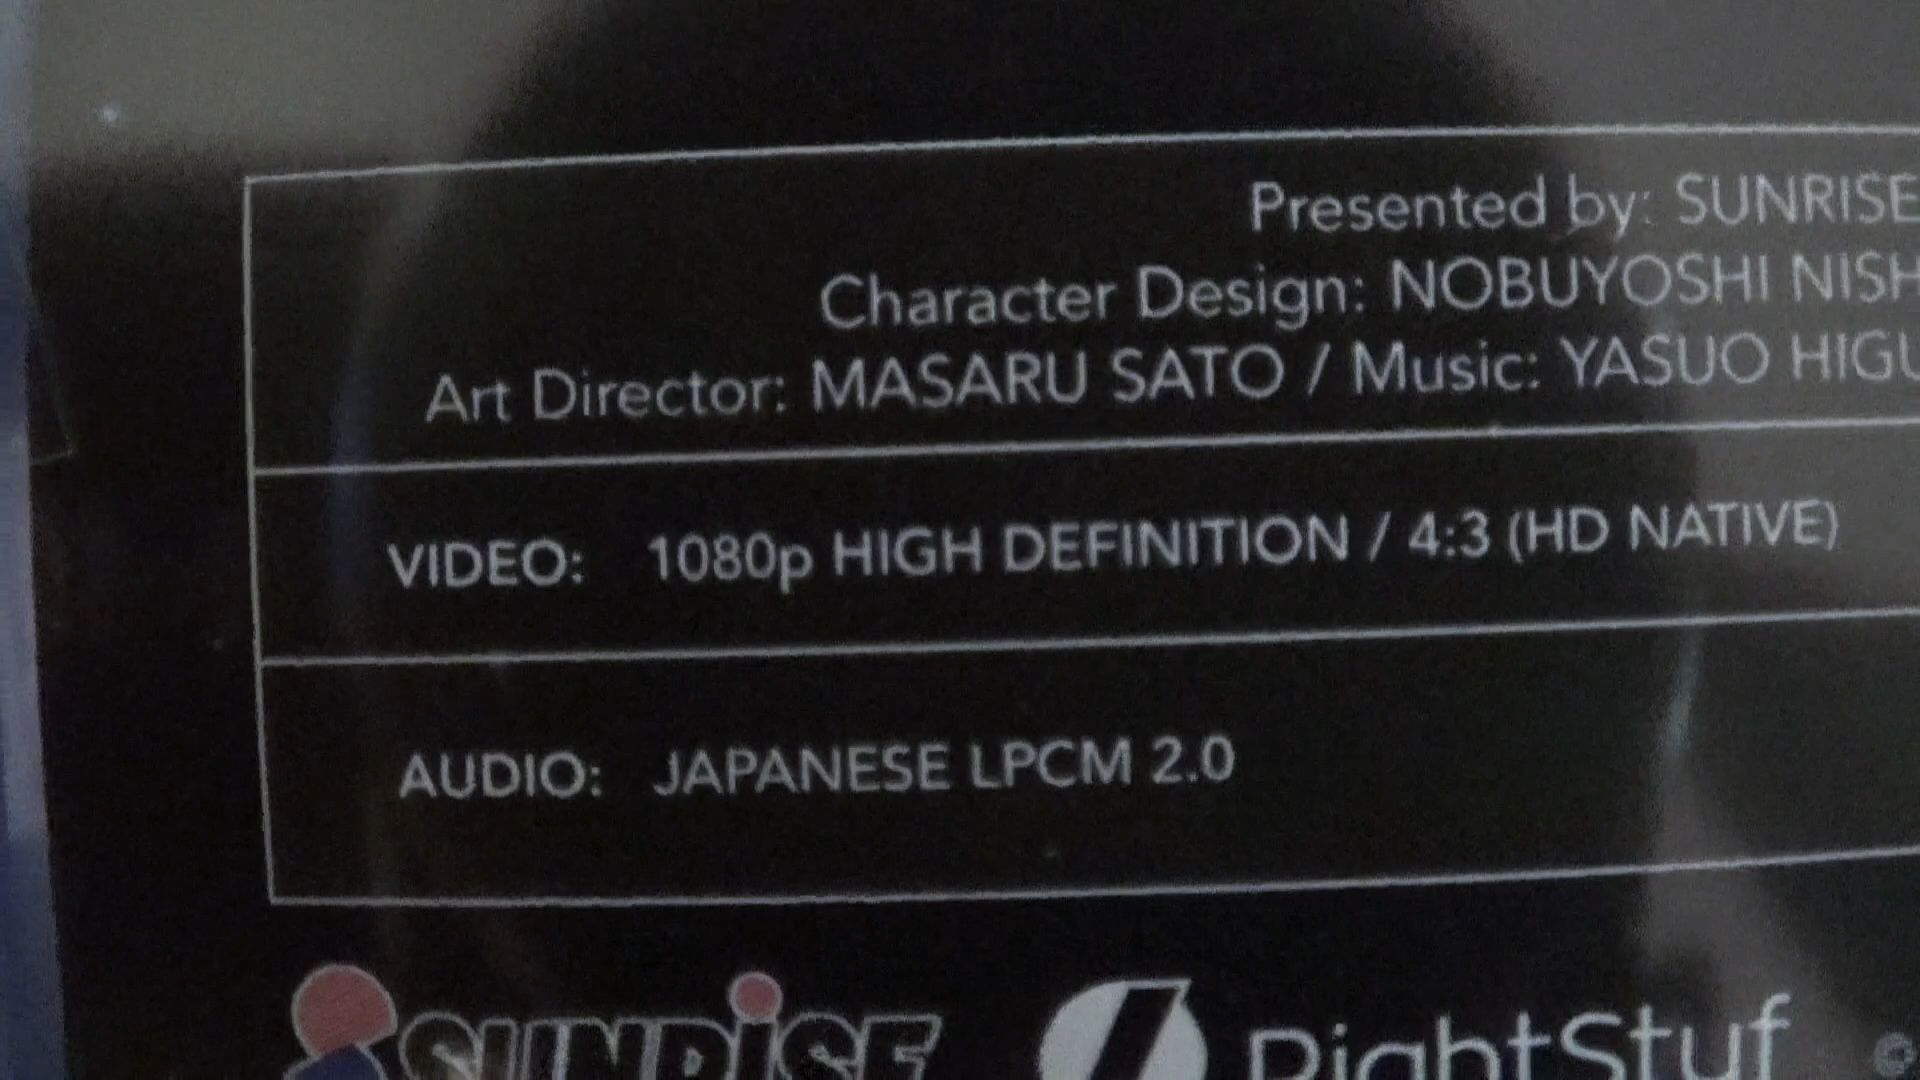 Presented by: SUNRISE
Character Design: NOBUYOSHI NISH
Art Director: MASARU SATO / Music: YASUO HIGU
VIDEO: 1080p HIGH DEFINITION / 4:3 (HD NATIVE)
AUDIO: JAPANESE LPCM 2.0
SUNRISE RightStuf ©